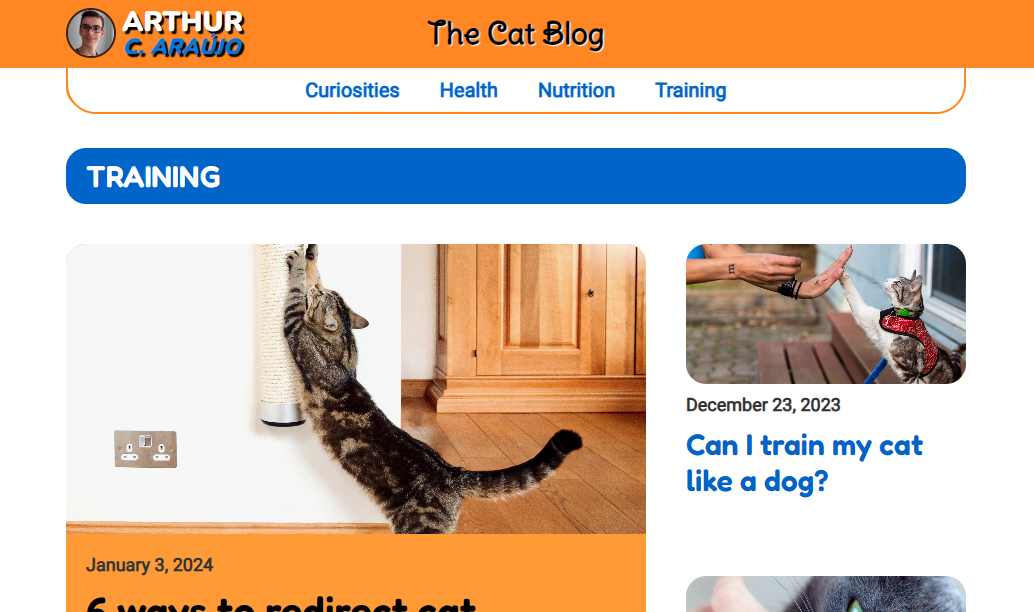 ARTHUR
C. ARAÚJO
The Cat Blog
Curiosities Health Nutrition Training
TRAINING
December 23, 2023
Can I train my cat
like a dog?
January 3, 2024
6 ways to redirect cat